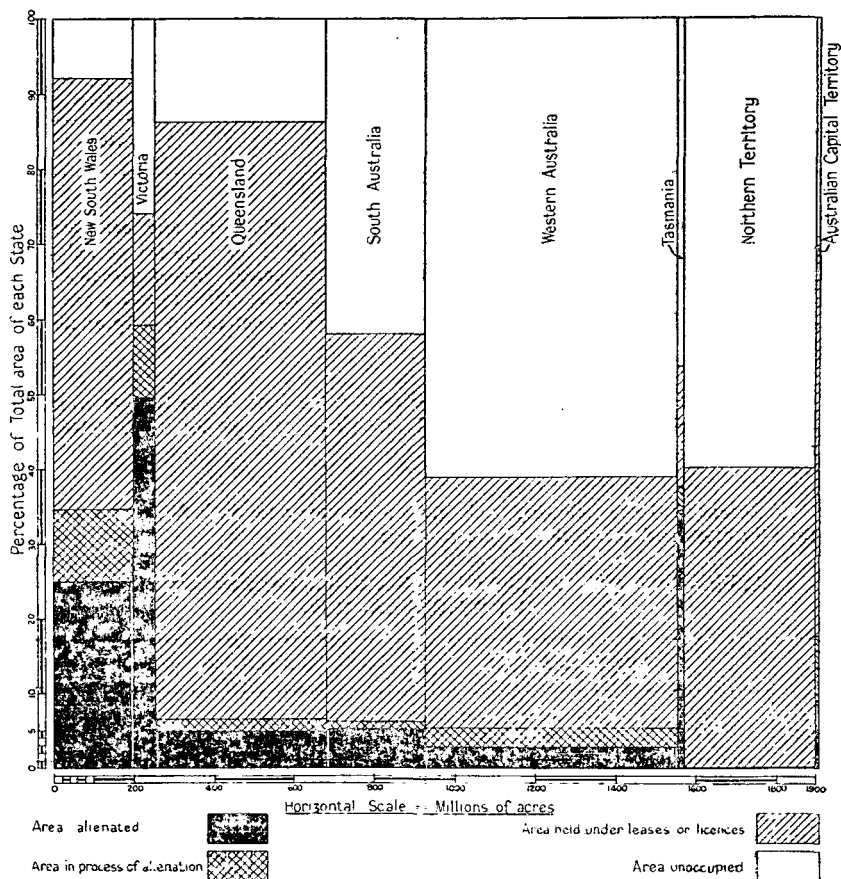 Percentage of Total area of each State
100
90
80
70
60
50
40
30
20
10
5
0
New South Wales
Victoria
Queensland
South Australia
Western Australia
Tasmania
Northern Territory
Australian Capital Territory
0 200 400 600 800 1000 1200 1400 1600 1800
Horizontal Scale = Millions of acres
Area alienated
Area held under leases or licences
Area in process of alienation
Area unoccupied